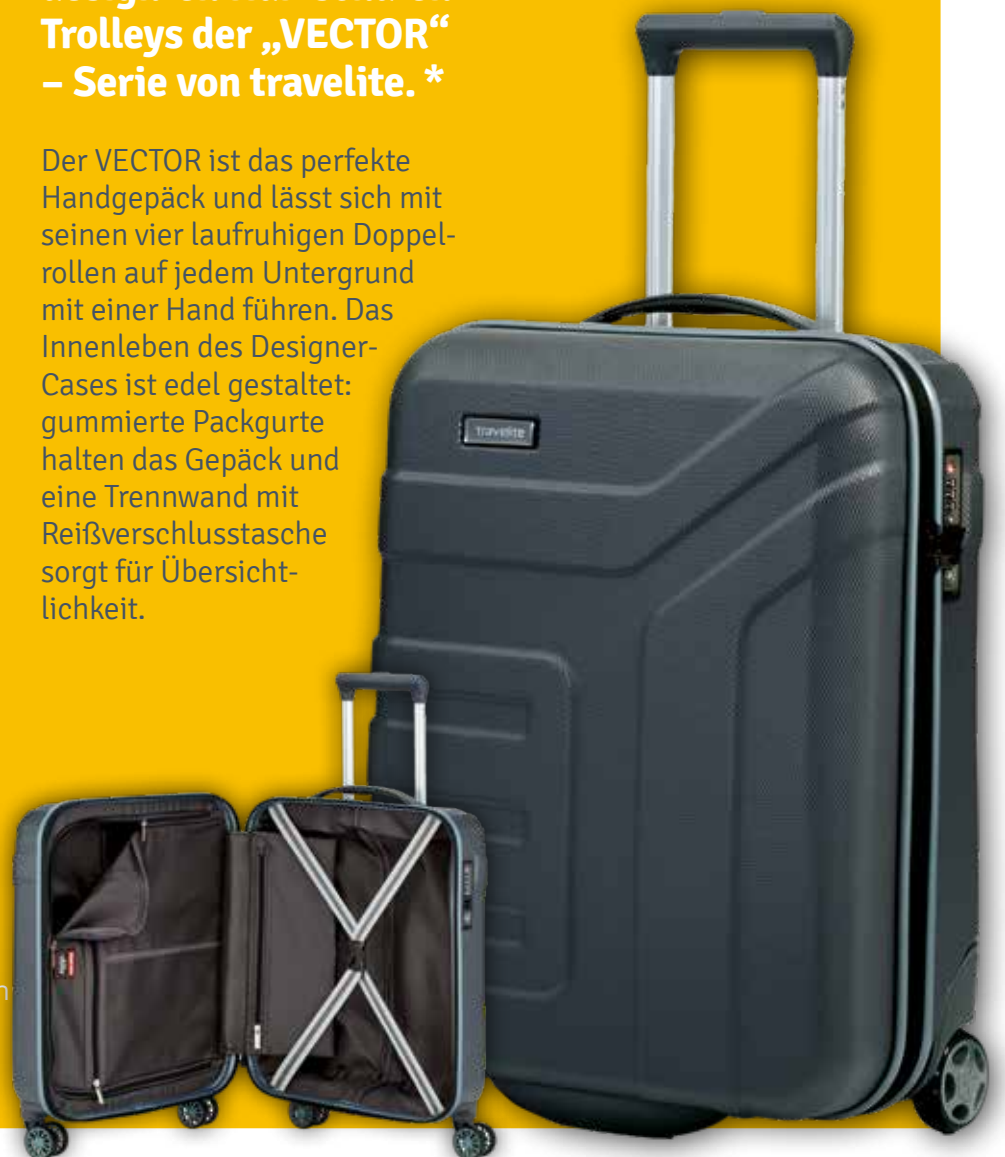 Trolleys der „VECTOR“
– Serie von travelite. *
Der VECTOR ist das perfekte
Handgepäck und lässt sich mit
seinen vier laufruhigen Doppel-
rollen auf jedem Untergrund
mit einer Hand führen. Das
Innenleben des Designer-
Cases ist edel gestaltet:
gummierte Packgurte
halten das Gepäck und
eine Trennwand mit
Reißverschlusstasche
sorgt für Übersicht-
lichkeit.
travelite